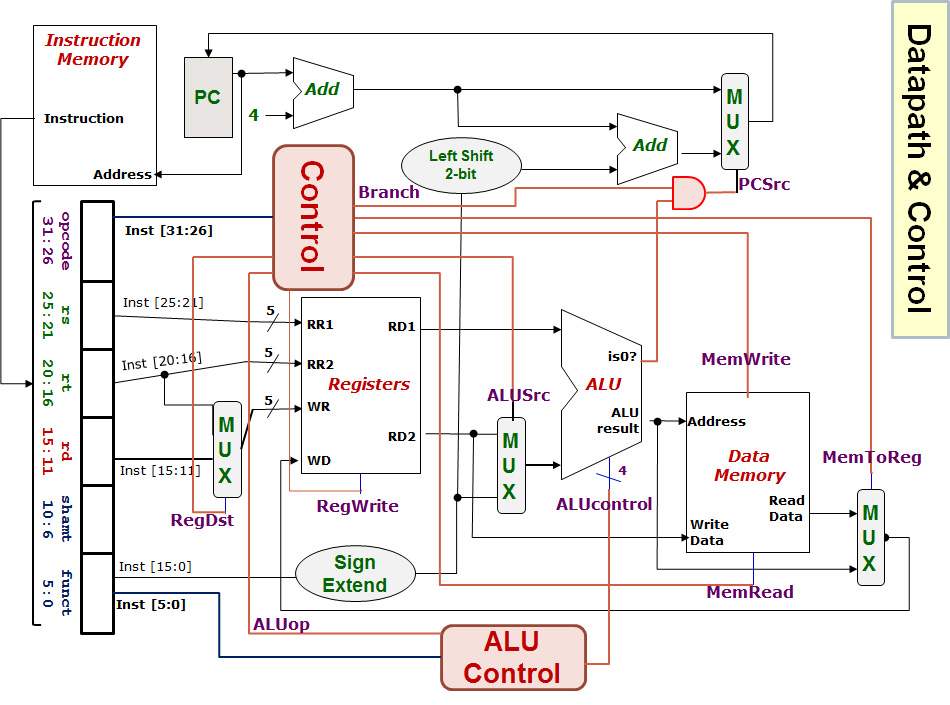 Datapath & Control
Instruction
Memory
Instruction
Address
PC
4
Add
Add
M
U
X
Left Shift
2-bit
Control
Branch
PCSrc
opcode
31:26
rs
25:21
rt
20:16
rd
15:11
shamt
10:6
funct
5:0
Inst [31:26]
Inst [25:21]
Inst [20:16]
Inst [15:11]
Inst [15:0]
Inst [5:0]
5
5
5
M
U
X
RegDst
RR1
RR2
WR
WD
Registers
RD1
RD2
RegWrite
Sign
Extend
ALUSrc
M
U
X
is0?
ALU
ALU
result
4
ALUcontrol
MemWrite
Address
Data
Memory
Read
Data
Write
Data
MemRead
MemToReg
M
U
X
ALUop
ALU
Control